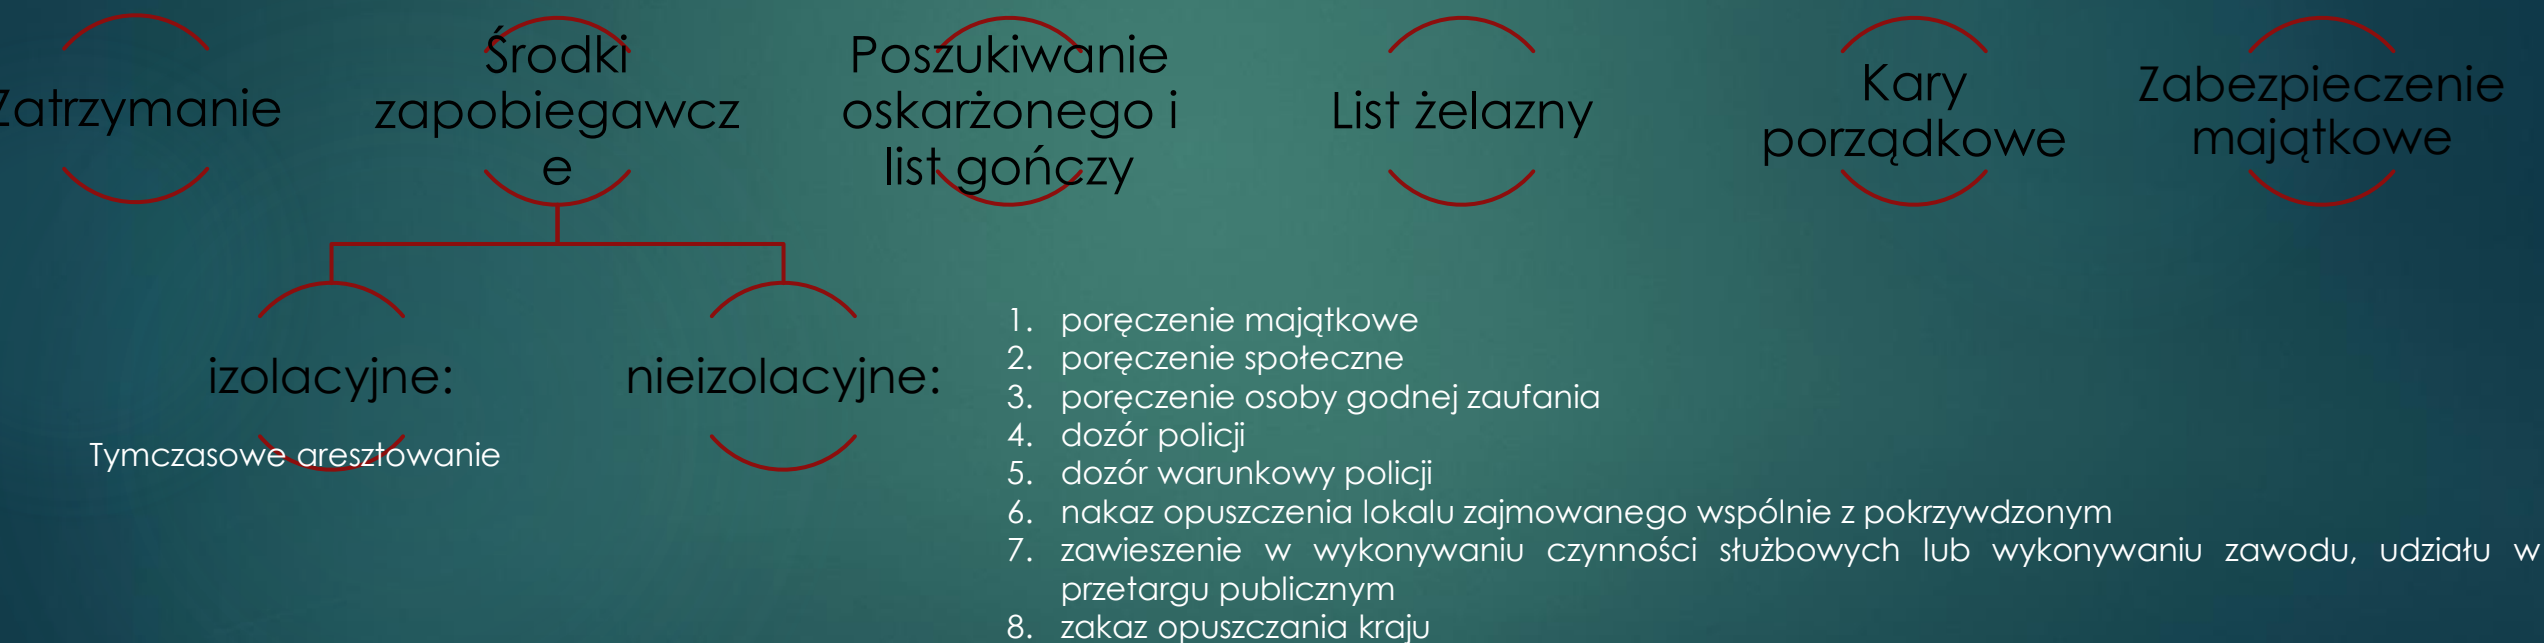 Zatrzymanie
Środki
zapobiegawcz
e
Poszukiwanie
oskarżonego i
list gończy
List żelazny
Kary
porządkowe
Zabezpieczenie
majątkowe
izolacyjne:
Tymczasowe aresztowanie
nieizolacyjne:
1. poręczenie majątkowe
2. poręczenie społeczne
3. poręczenie osoby godnej zaufania
4. dozór policji
5. dozór warunkowy policji
6. nakaz opuszczenia lokalu zajmowanego wspólnie z pokrzywdzonym
7. zawieszenie w wykonywaniu czynności służbowych lub wykonywaniu zawodu, udziału w
przetargu publicznym
8. zakaz opuszczania kraju